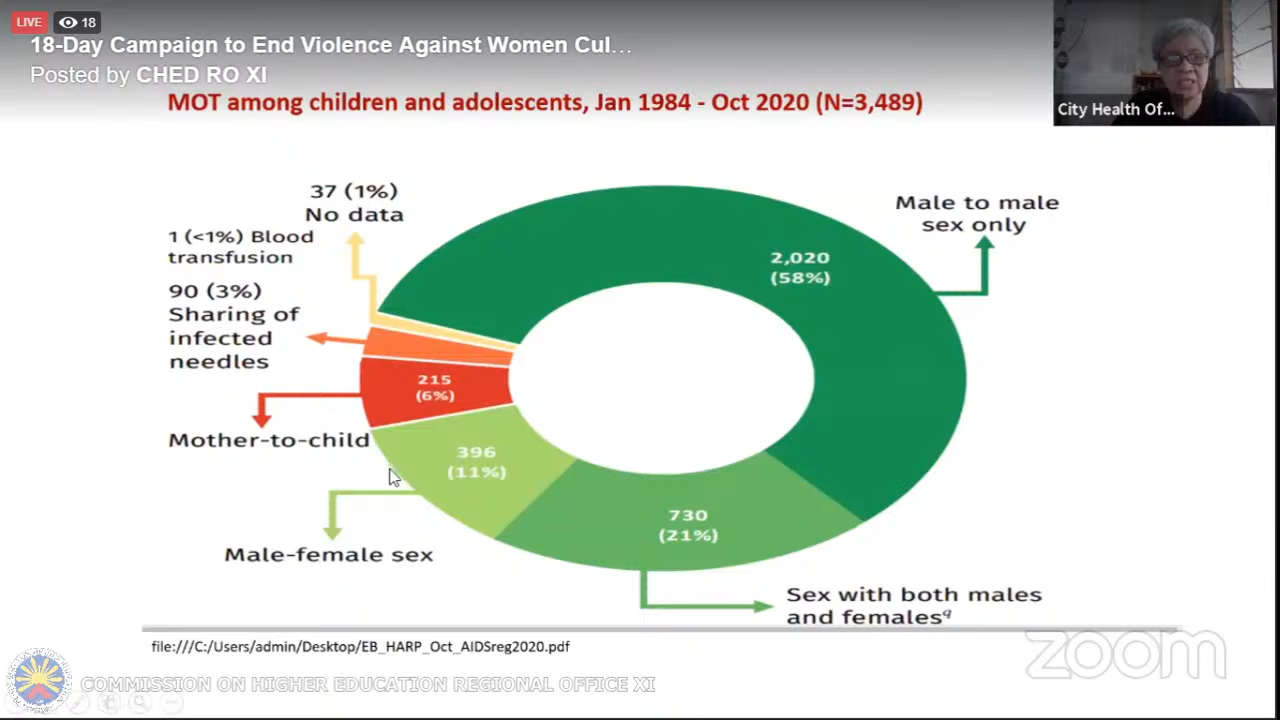 LIVE 18
18-Day Campaign to End Violence Against Women Cul...
Posted by CHED RO XI
City Health Of...
MOT among children and adolescents, Jan 1984 - Oct 2020 (N=3,489)
37 (1%)
No data
1 (<1%) Blood
transfusion
90 (3%)
Sharing of
infected
needles
Mother-to-child
Male-female sex
Male to male
sex only
2,020
(58%)
215
(6%)
396
(11%)
730
(21%)
Sex with both males
and females^q
file:///C:/Users/admin/Desktop/EB_HARP_Oct_AIDSreg2020.pdf
zoom
COMMISSION ON HIGHER EDUCATION REGIONAL OFFICE XI